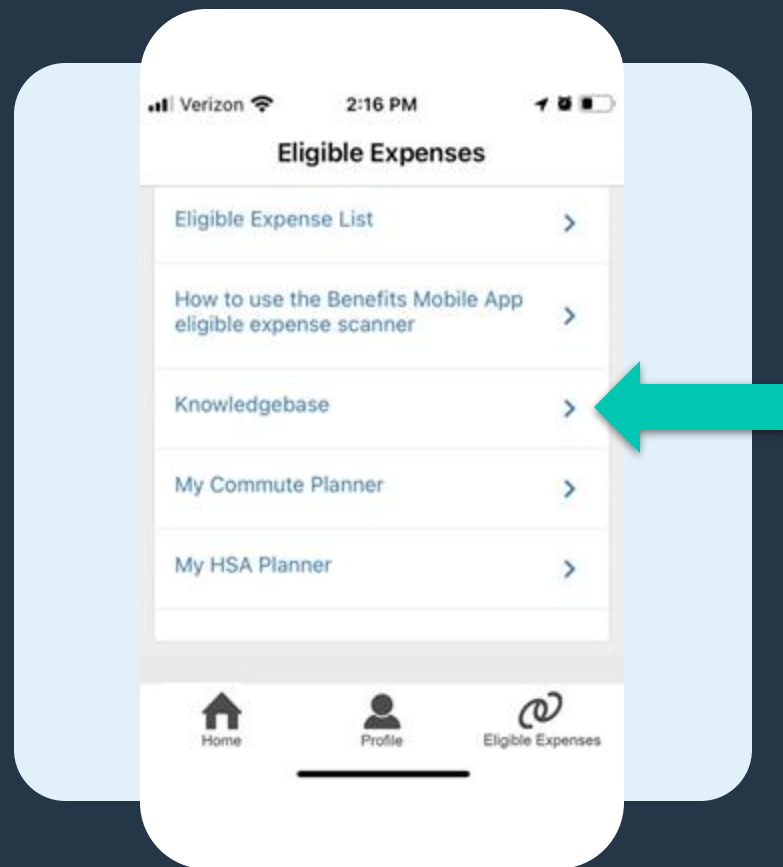 Verizon 2:16 PM
Eligible Expenses
Eligible Expense List
How to use the Benefits Mobile App
eligible expense scanner
Knowledgebase
My Commute Planner
My HSA Planner
Home Profile Eligible Expenses